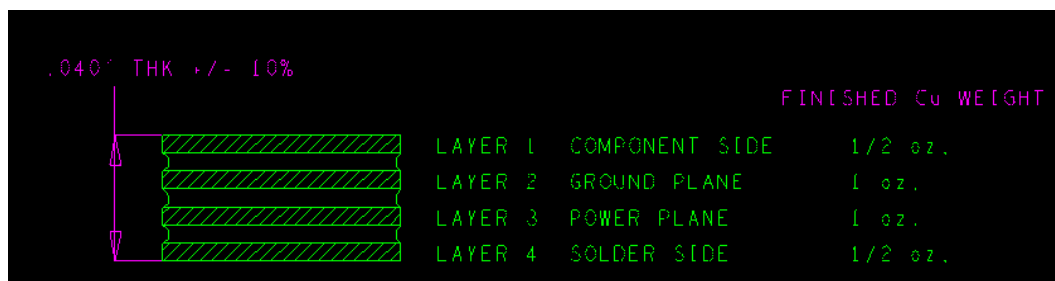 .040" THK +/- 10%
FINISHED Cu WEIGHT
LAYER 1 COMPONENT SIDE 1/2 oz.
LAYER 2 GROUND PLANE 1 oz.
LAYER 3 POWER PLANE 1 oz.
LAYER 4 SOLDER SIDE 1/2 oz.